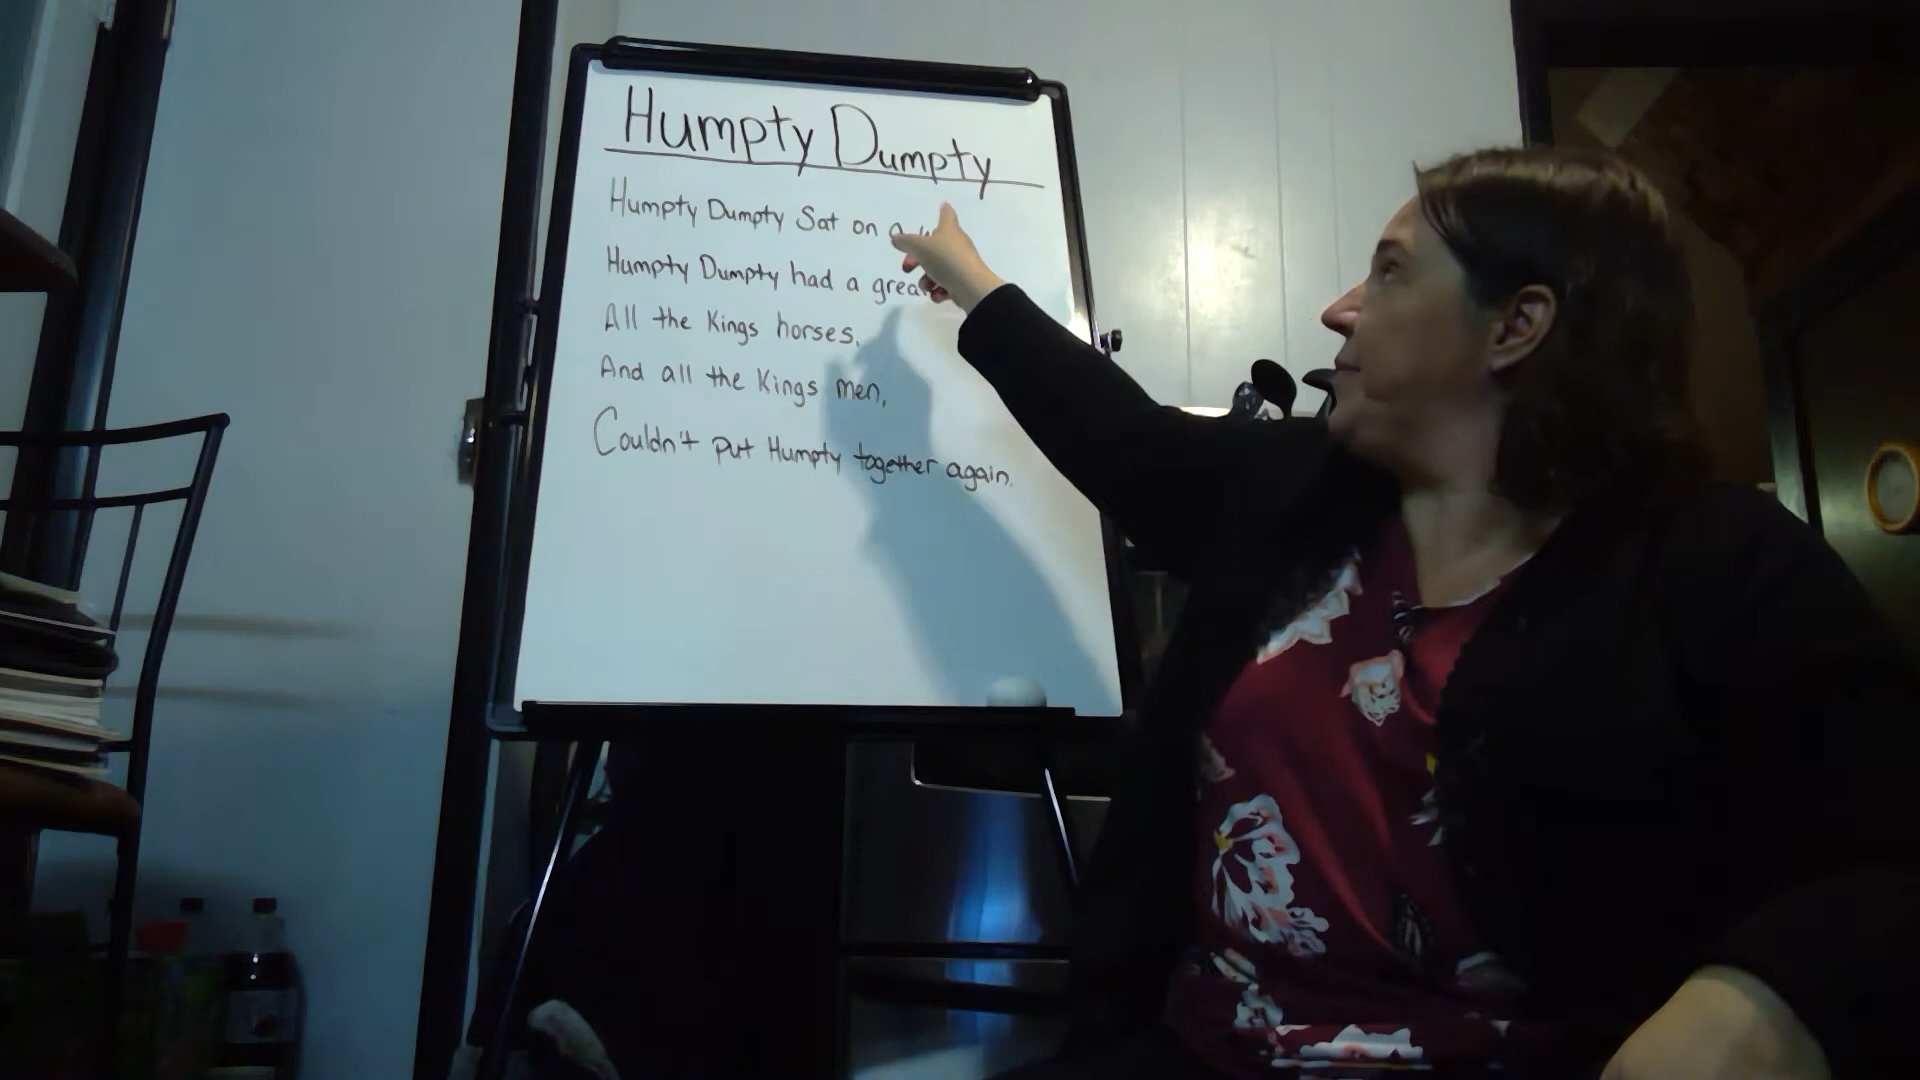 Humpty Dumpty
Humpty Dumpty Sat on a
Humpty Dumpty had a
All the Kings horses,
And all the Kings men,
Couldn't put Humpty together again.